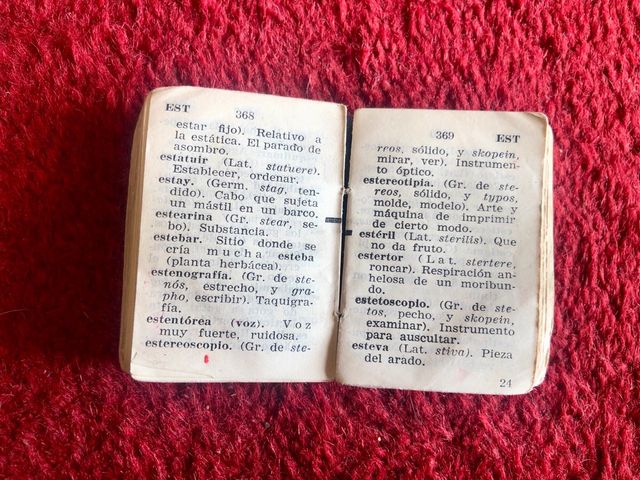 EST 368
estar fijo). Relativo a
la estática. El parado de
asombro.
estatuir (Lat. statuere).
Establecer, ordenar.
estay. (Germ. stag, ten-
dido). Cabo que sujeta
un mástil en un barco.
estearina (Gr. stear, se-
bo). Substancia.
estebar. Sitio donde se
cría mucha esteba
(planta herbácea).
estenografía. (Gr. de ste-
nós, estrecho, y gra-
pho, escribir). Taquigra-
fía.
estentórea (voz). Voz
muy fuerte, ruidosa.
estereoscopio. (Gr. de ste-
369 EST
reos, sólido, y skopein,
mirar, ver). Instrumen-
to óptico.
estereotipia. (Gr. de ste-
reos, sólido, y typos,
molde, modelo). Arte y
máquina de imprimir
de cierto modo.
estéril (Lat. sterilis). Que
no da fruto.
estertor (Lat. stertere,
roncar). Respiración an-
helosa de un moribun-
do.
estetoscopio. (Gr. de ste-
tos, pecho, y skopein,
examinar). Instrumento
para auscultar.
esteva (Lat. stiva). Pieza
del arado.
24